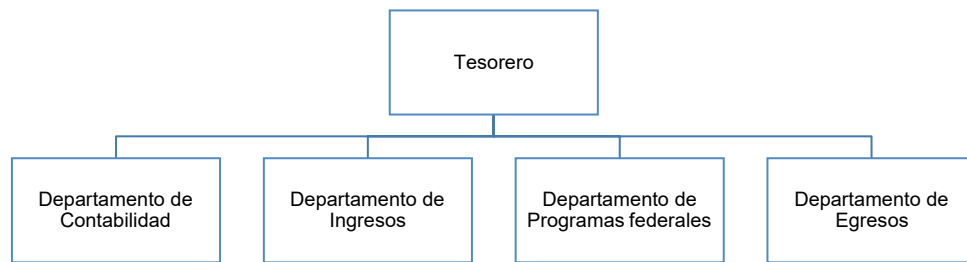 Tesorero
Departamento de
Contabilidad
Departamento de
Ingresos
Departamento de
Programas federales
Departamento de
Egresos